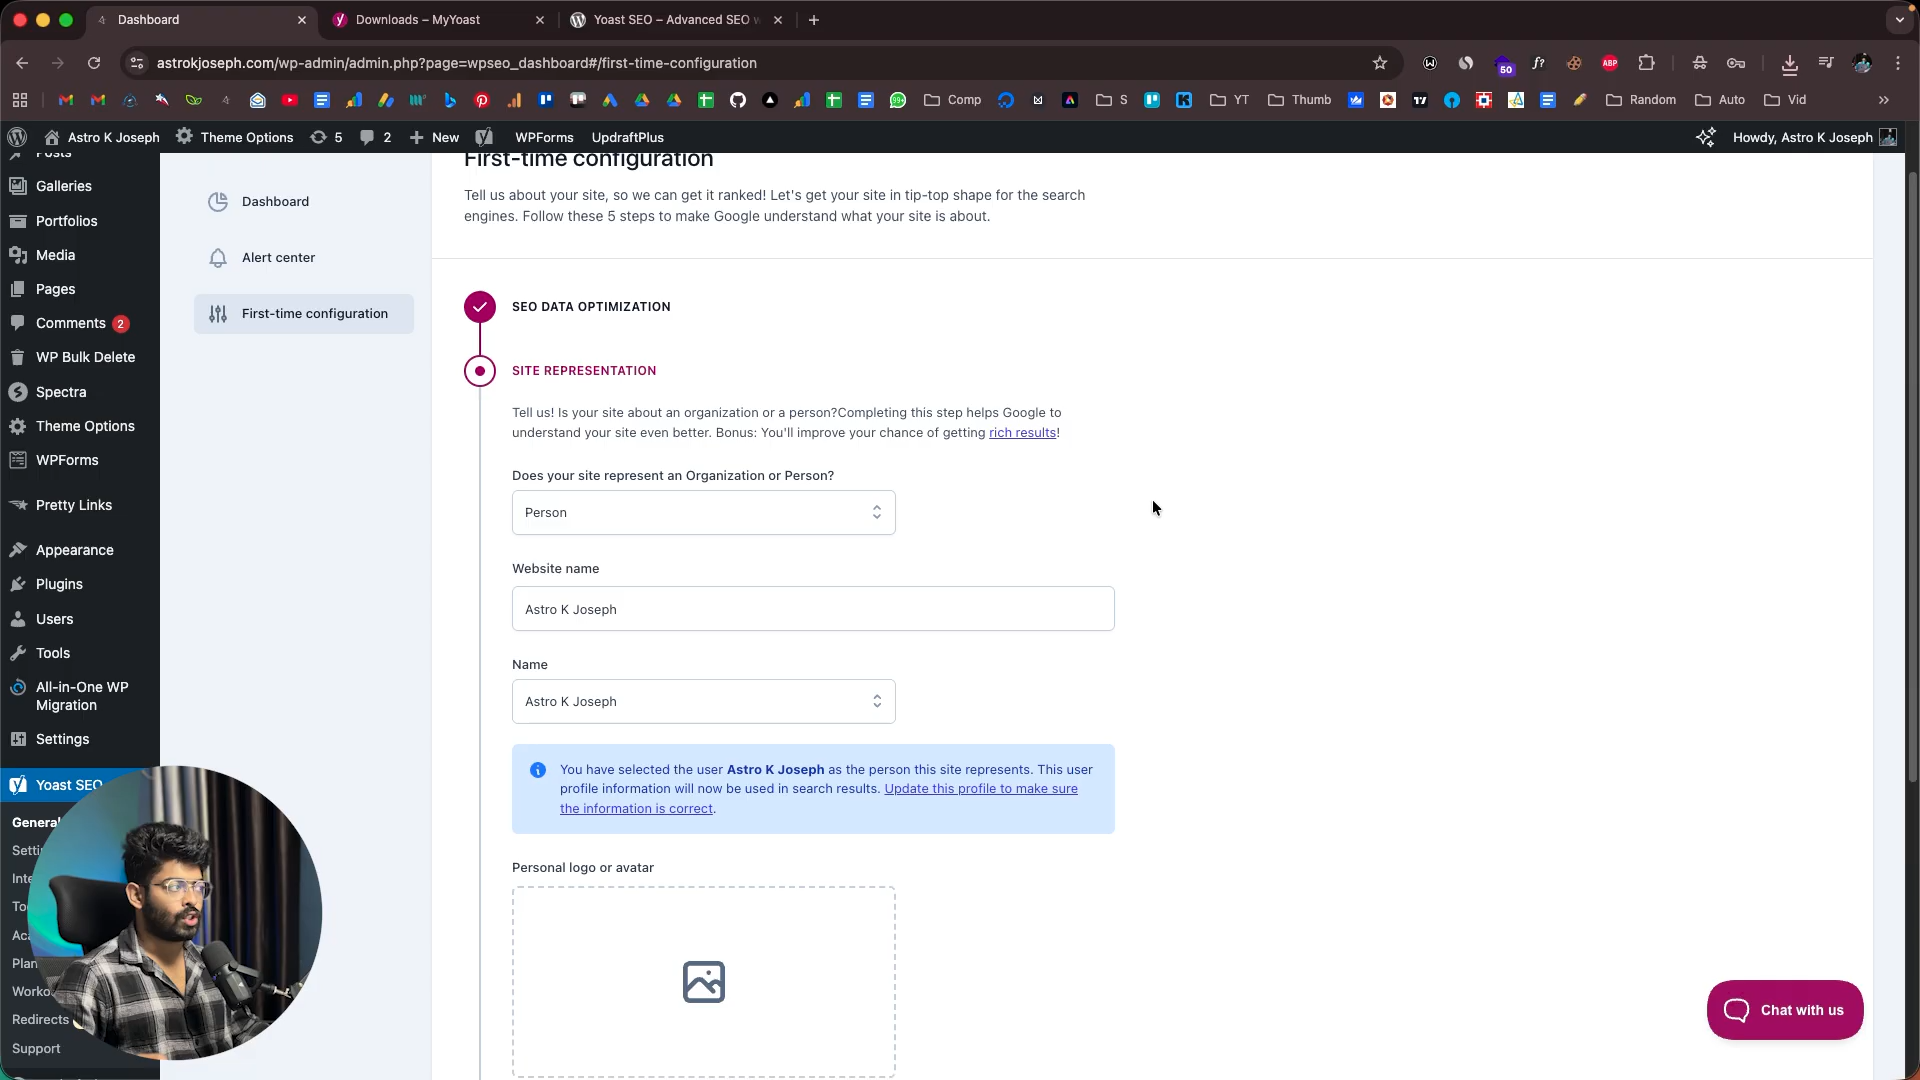 Dashboard
Downloads – MyYoast
Yoast SEO – Advanced SEO
astrokjoseph.com/wp-admin/admin.php?page=wpseo_dashboard#/first-time-configuration
50
f?
ABP
99+
Comp
S
YT
Thumb
Random
Auto
Vid
Astro K Joseph
Theme Options
5
2
New
WPForms
UpdraftPlus
Howdy, Astro K Joseph
Posts
Galleries
Portfolios
Media
Pages
Comments 2
WP Bulk Delete
Spectra
Theme Options
WPForms
Pretty Links
Appearance
Plugins
Users
Tools
All-in-One WP
Migration
Settings
Yoast SEO
General
Redirects
Support
Dashboard
Alert center
First-time configuration
First-time configuration
Tell us about your site, so we can get it ranked! Let's get your site in tip-top shape for the search
engines. Follow these 5 steps to make Google understand what your site is about.
SEO DATA OPTIMIZATION
SITE REPRESENTATION
Tell us! Is your site about an organization or a person?Completing this step helps Google to
understand your site even better. Bonus: You'll improve your chance of getting rich results!
Does your site represent an Organization or Person?
Person
Website name
Astro K Joseph
Name
Astro K Joseph
You have selected the user Astro K Joseph as the person this site represents. This user
profile information will now be used in search results. Update this profile to make sure
the information is correct.
Personal logo or avatar
Chat with us